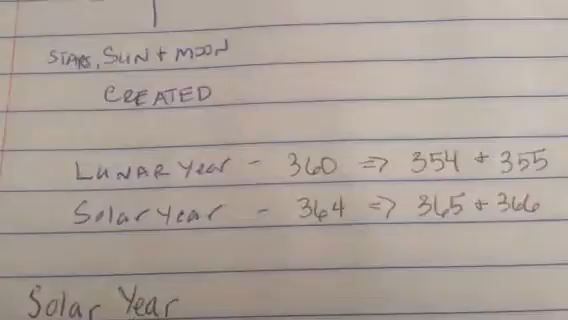 STARS, SUN + MOON
CREATED
LUNAR Year - 360 => 354 + 355
Solar year - 364 => 365 + 366
Solar Year